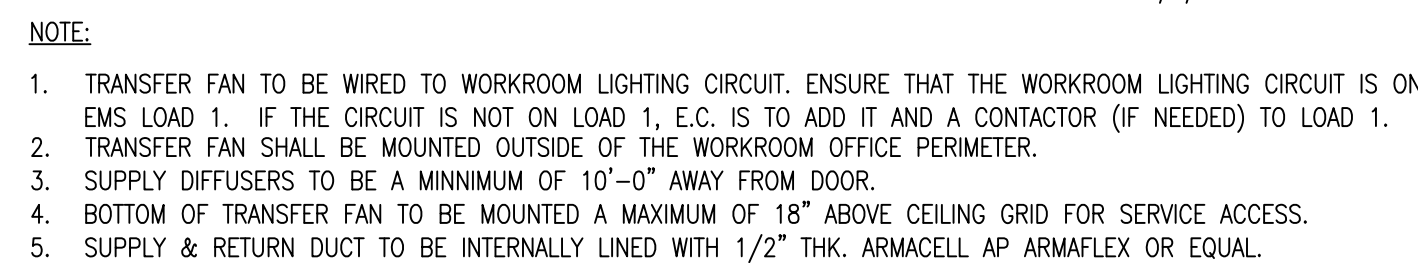 NOTE:
1. TRANSFER FAN TO BE WIRED TO WORKROOM LIGHTING CIRCUIT. ENSURE THAT THE WORKROOM LIGHTING CIRCUIT IS ON
EMS LOAD 1. IF THE CIRCUIT IS NOT ON LOAD 1, E.C. IS TO ADD IT AND A CONTACTOR (IF NEEDED) TO LOAD 1.
2. TRANSFER FAN SHALL BE MOUNTED OUTSIDE OF THE WORKROOM OFFICE PERIMETER.
3. SUPPLY DIFFUSERS TO BE A MINNIMUM OF 10'-0" AWAY FROM DOOR.
4. BOTTOM OF TRANSFER FAN TO BE MOUNTED A MAXIMUM OF 18" ABOVE CEILING GRID FOR SERVICE ACCESS.
5. SUPPLY & RETURN DUCT TO BE INTERNALLY LINED WITH 1/2" THK. ARMACELL AP ARMAFLEX OR EQUAL.